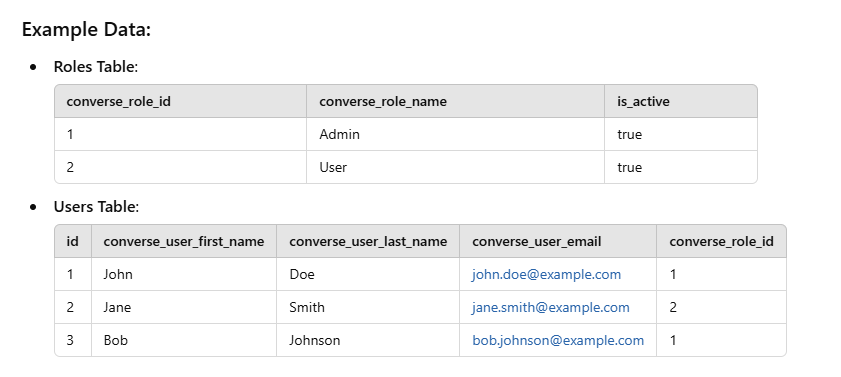 Example Data:
• Roles Table:
converse_role_id converse_role_name is_active
1 Admin true
2 User true
• Users Table:
id converse_user_first_name converse_user_last_name converse_user_email converse_role_id
1 John Doe john.doe@example.com 1
2 Jane Smith jane.smith@example.com 2
3 Bob Johnson bob.johnson@example.com 1